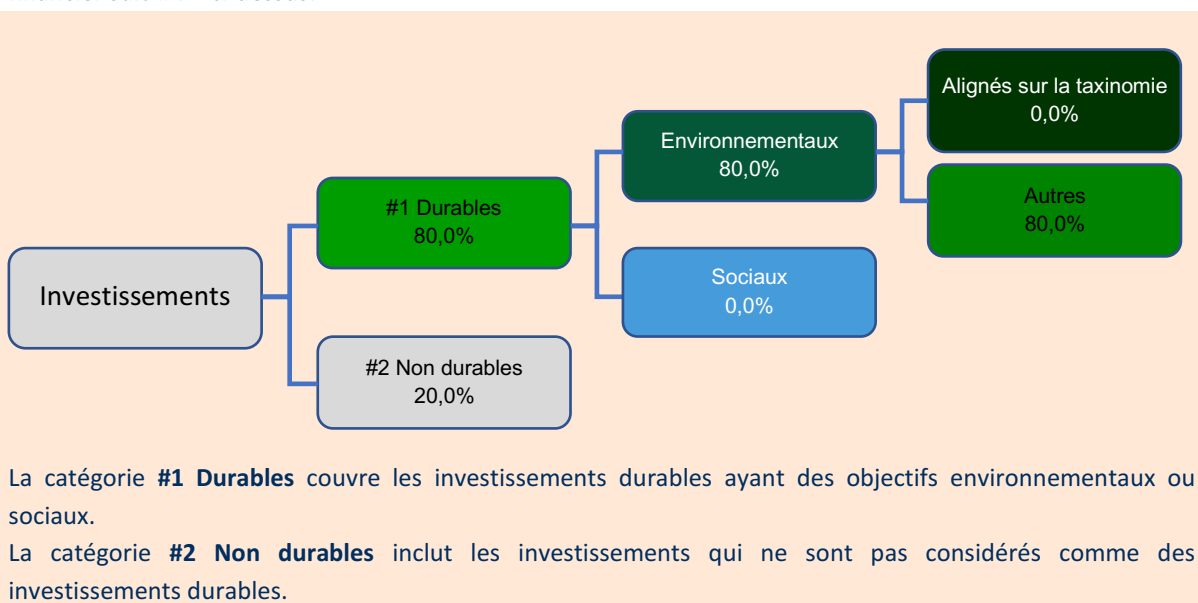 Alignés sur la taxinomie
0,0%
Environnementaux
80,0%
#1 Durables
80,0%
Autres
80,0%
Investissements
Sociaux
0,0%
#2 Non durables
20,0%
La catégorie #1 Durables couvre les investissements durables ayant des objectifs environnementaux ou
sociaux.
La catégorie #2 Non durables inclut les investissements qui ne sont pas considérés comme des
investissements durables.